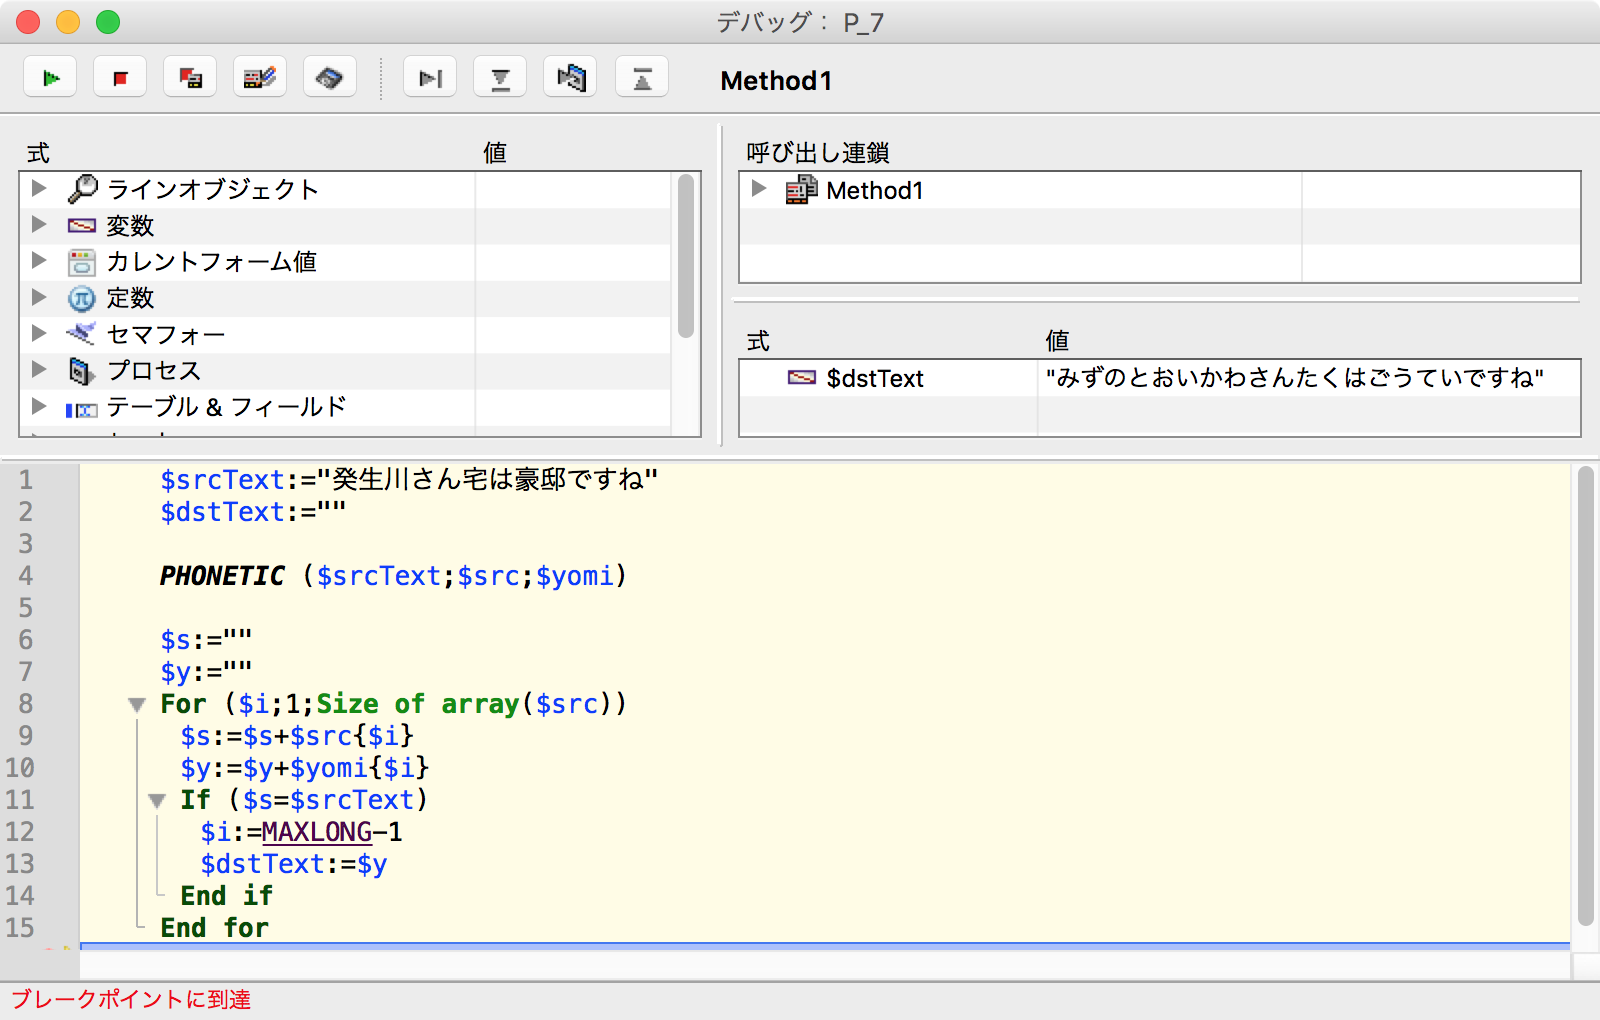 デバッグ： P_7
Method1
式 値
ラインオブジェクト
変数
カレントフォーム値
定数
セマフォー
プロセス
テーブル & フィールド
呼び出し連鎖
Method1
式 値
$dstText "みずのとおいかわさんたくはごうていですね"
1 $srcText:="癸生川さん宅は豪邸ですね"
2 $dstText:=""
3
4 PHONETIC ($srcText;$src;$yomi)
5
6 $s:=""
7 $y:=""
8 For ($i;1;Size of array($src))
9 $s:=$s+$src{$i}
10 $y:=$y+$yomi{$i}
11 If ($s=$srcText)
12 $i:=MAXLONG-1
13 $dstText:=$y
14 End if
15 End for
ブレークポイントに到達